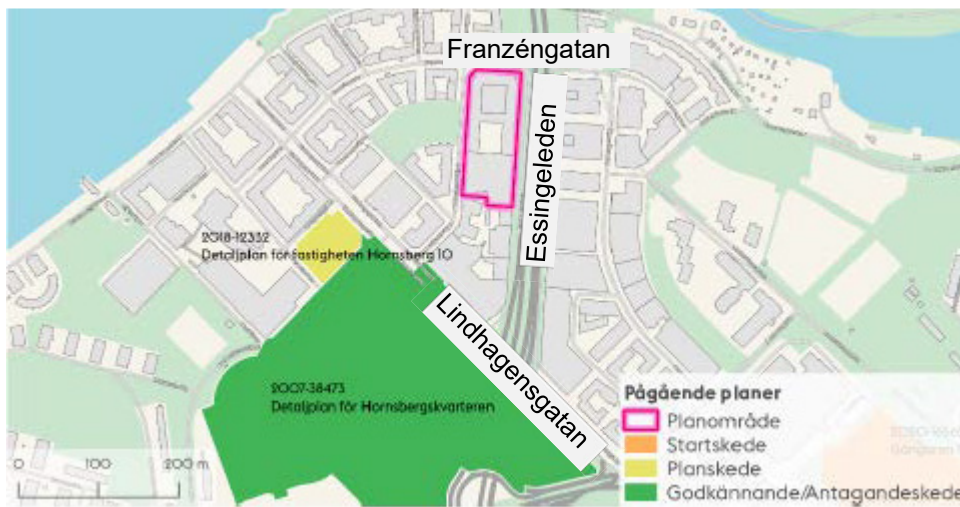 Franzéngatan
Essingeleden
2018-12332
Detaljplan för fastigheten Hornsberg 10
Lindhagensgatan
2007-38473
Detaljplan för Hornsbergskvarteren
0 100 200 m
Pågående planer
Planområde
Startskede
Planskede
Godkännande/Antagandeskede